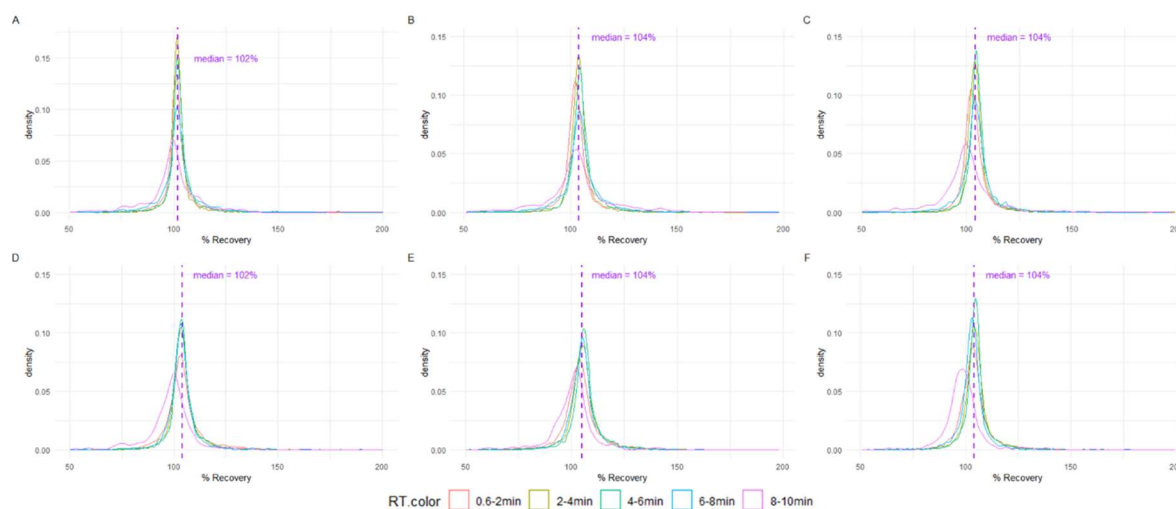 A
B
C
median = 102%
median = 104%
median = 104%
density
0.15
0.10
0.05
0.00
50
100
150
200
% Recovery
density
0.15
0.10
0.05
0.00
50
100
150
% Recovery
density
0.15
0.10
0.05
0.00
50
100
150
200
% Recovery
D
E
F
median = 102%
median = 104%
median = 104%
density
0.15
0.10
0.05
0.00
50
100
150
200
% Recovery
density
0.15
0.10
0.05
0.00
50
100
150
200
% Recovery
density
0.15
0.10
0.05
0.00
50
100
150
200
% Recovery
RT.color 0.6-2min 2-4min 4-6min 6-8min 8-10min